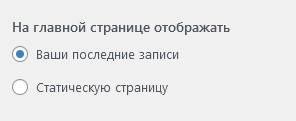 На главной странице отображать
Ваши последние записи
Статическую страницу